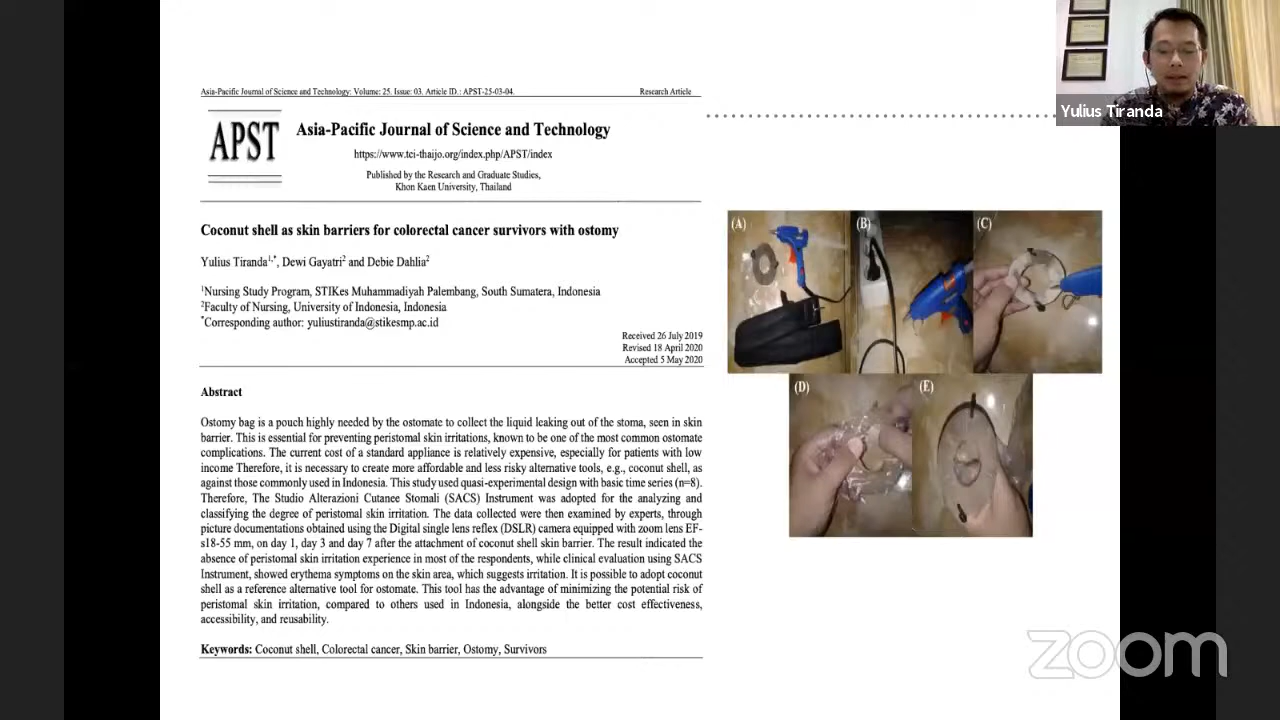 Asia-Pacific Journal of Science and Technology: Volume: 25. Issue: 03. Article ID.: APST-25-03-04.
Research Article
APST
Asia-Pacific Journal of Science and Technology
https://www.tci-thaijo.org/index.php/APST/index
Published by the Research and Graduate Studies,
Khon Kaen University, Thailand
Coconut shell as skin barriers for colorectal cancer survivors with ostomy
Yulius Tiranda1,*, Dewi Gayatri2 and Debie Dahlia2
1Nursing Study Program, STIKes Muhammadiyah Palembang, South Sumatera, Indonesia
2Faculty of Nursing, University of Indonesia, Indonesia
*Corresponding author: yuliustiranda@stikesmp.ac.id
Received 26 July 2019
Revised 18 April 2020
Accepted 5 May 2020
Abstract
Ostomy bag is a pouch highly needed by the ostomate to collect the liquid leaking out of the stoma, seen in skin
barrier. This is essential for preventing peristomal skin irritations, known to be one of the most common ostomate
complications. The current cost of a standard appliance is relatively expensive, especially for patients with low
income Therefore, it is necessary to create more affordable and less risky alternative tools, e.g., coconut shell, as
against those commonly used in Indonesia. This study used quasi-experimental design with basic time series (n=8).
Therefore, The Studio Alterazioni Cutanee Stomali (SACS) Instrument was adopted for the analyzing and
classifying the degree of peristomal skin irritation. The data collected were then examined by experts, through
picture documentations obtained using the Digital single lens reflex (DSLR) camera equipped with zoom lens EF-
s18-55 mm, on day 1, day 3 and day 7 after the attachment of coconut shell skin barrier. The result indicated the
absence of peristomal skin irritation experience in most of the respondents, while clinical evaluation using SACS
Instrument, showed erythema symptoms on the skin area, which suggests irritation. It is possible to adopt coconut
shell as a reference alternative tool for ostomate. This tool has the advantage of minimizing the potential risk of
peristomal skin irritation, compared to others used in Indonesia, alongside the better cost effectiveness,
accessibility, and reusability.
Keywords: Coconut shell, Colorectal cancer, Skin barrier, Ostomy, Survivors
(A)
(B)
(C)
(D)
(E)
Yulius Tiranda
zoom